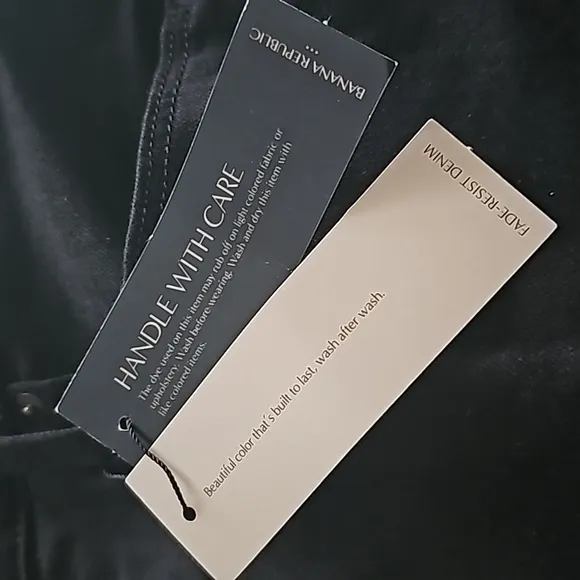 BANANA REPUBLIC
HANDLE WITH CARE
The dye used on this item may rub off on light colored fabric or
upholstery. Wash before wearing. Wash and dry this item with
like colored items.
FADE-RESIST DENIM
Beautiful color that's built to last, wash after wash.